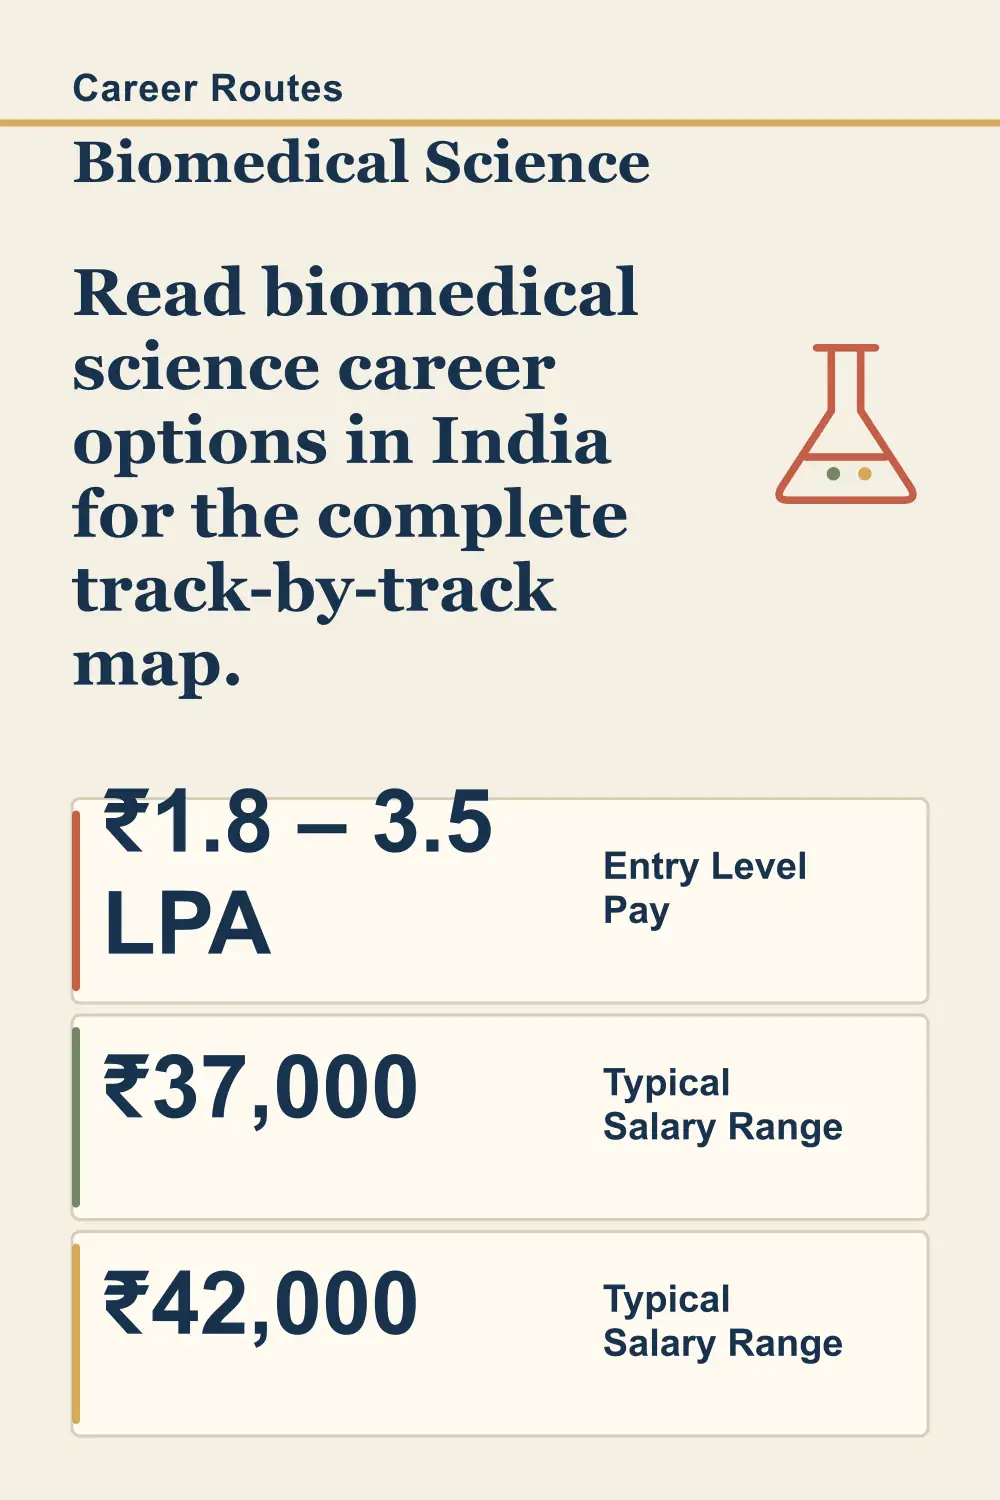 Career Routes
Biomedical Science
Read biomedical
science career
options in India
for the complete
track-by-track
map.
₹1.8 – 3.5
LPA
Entry Level
Pay
₹37,000
Typical
Salary Range
₹42,000
Typical
Salary Range